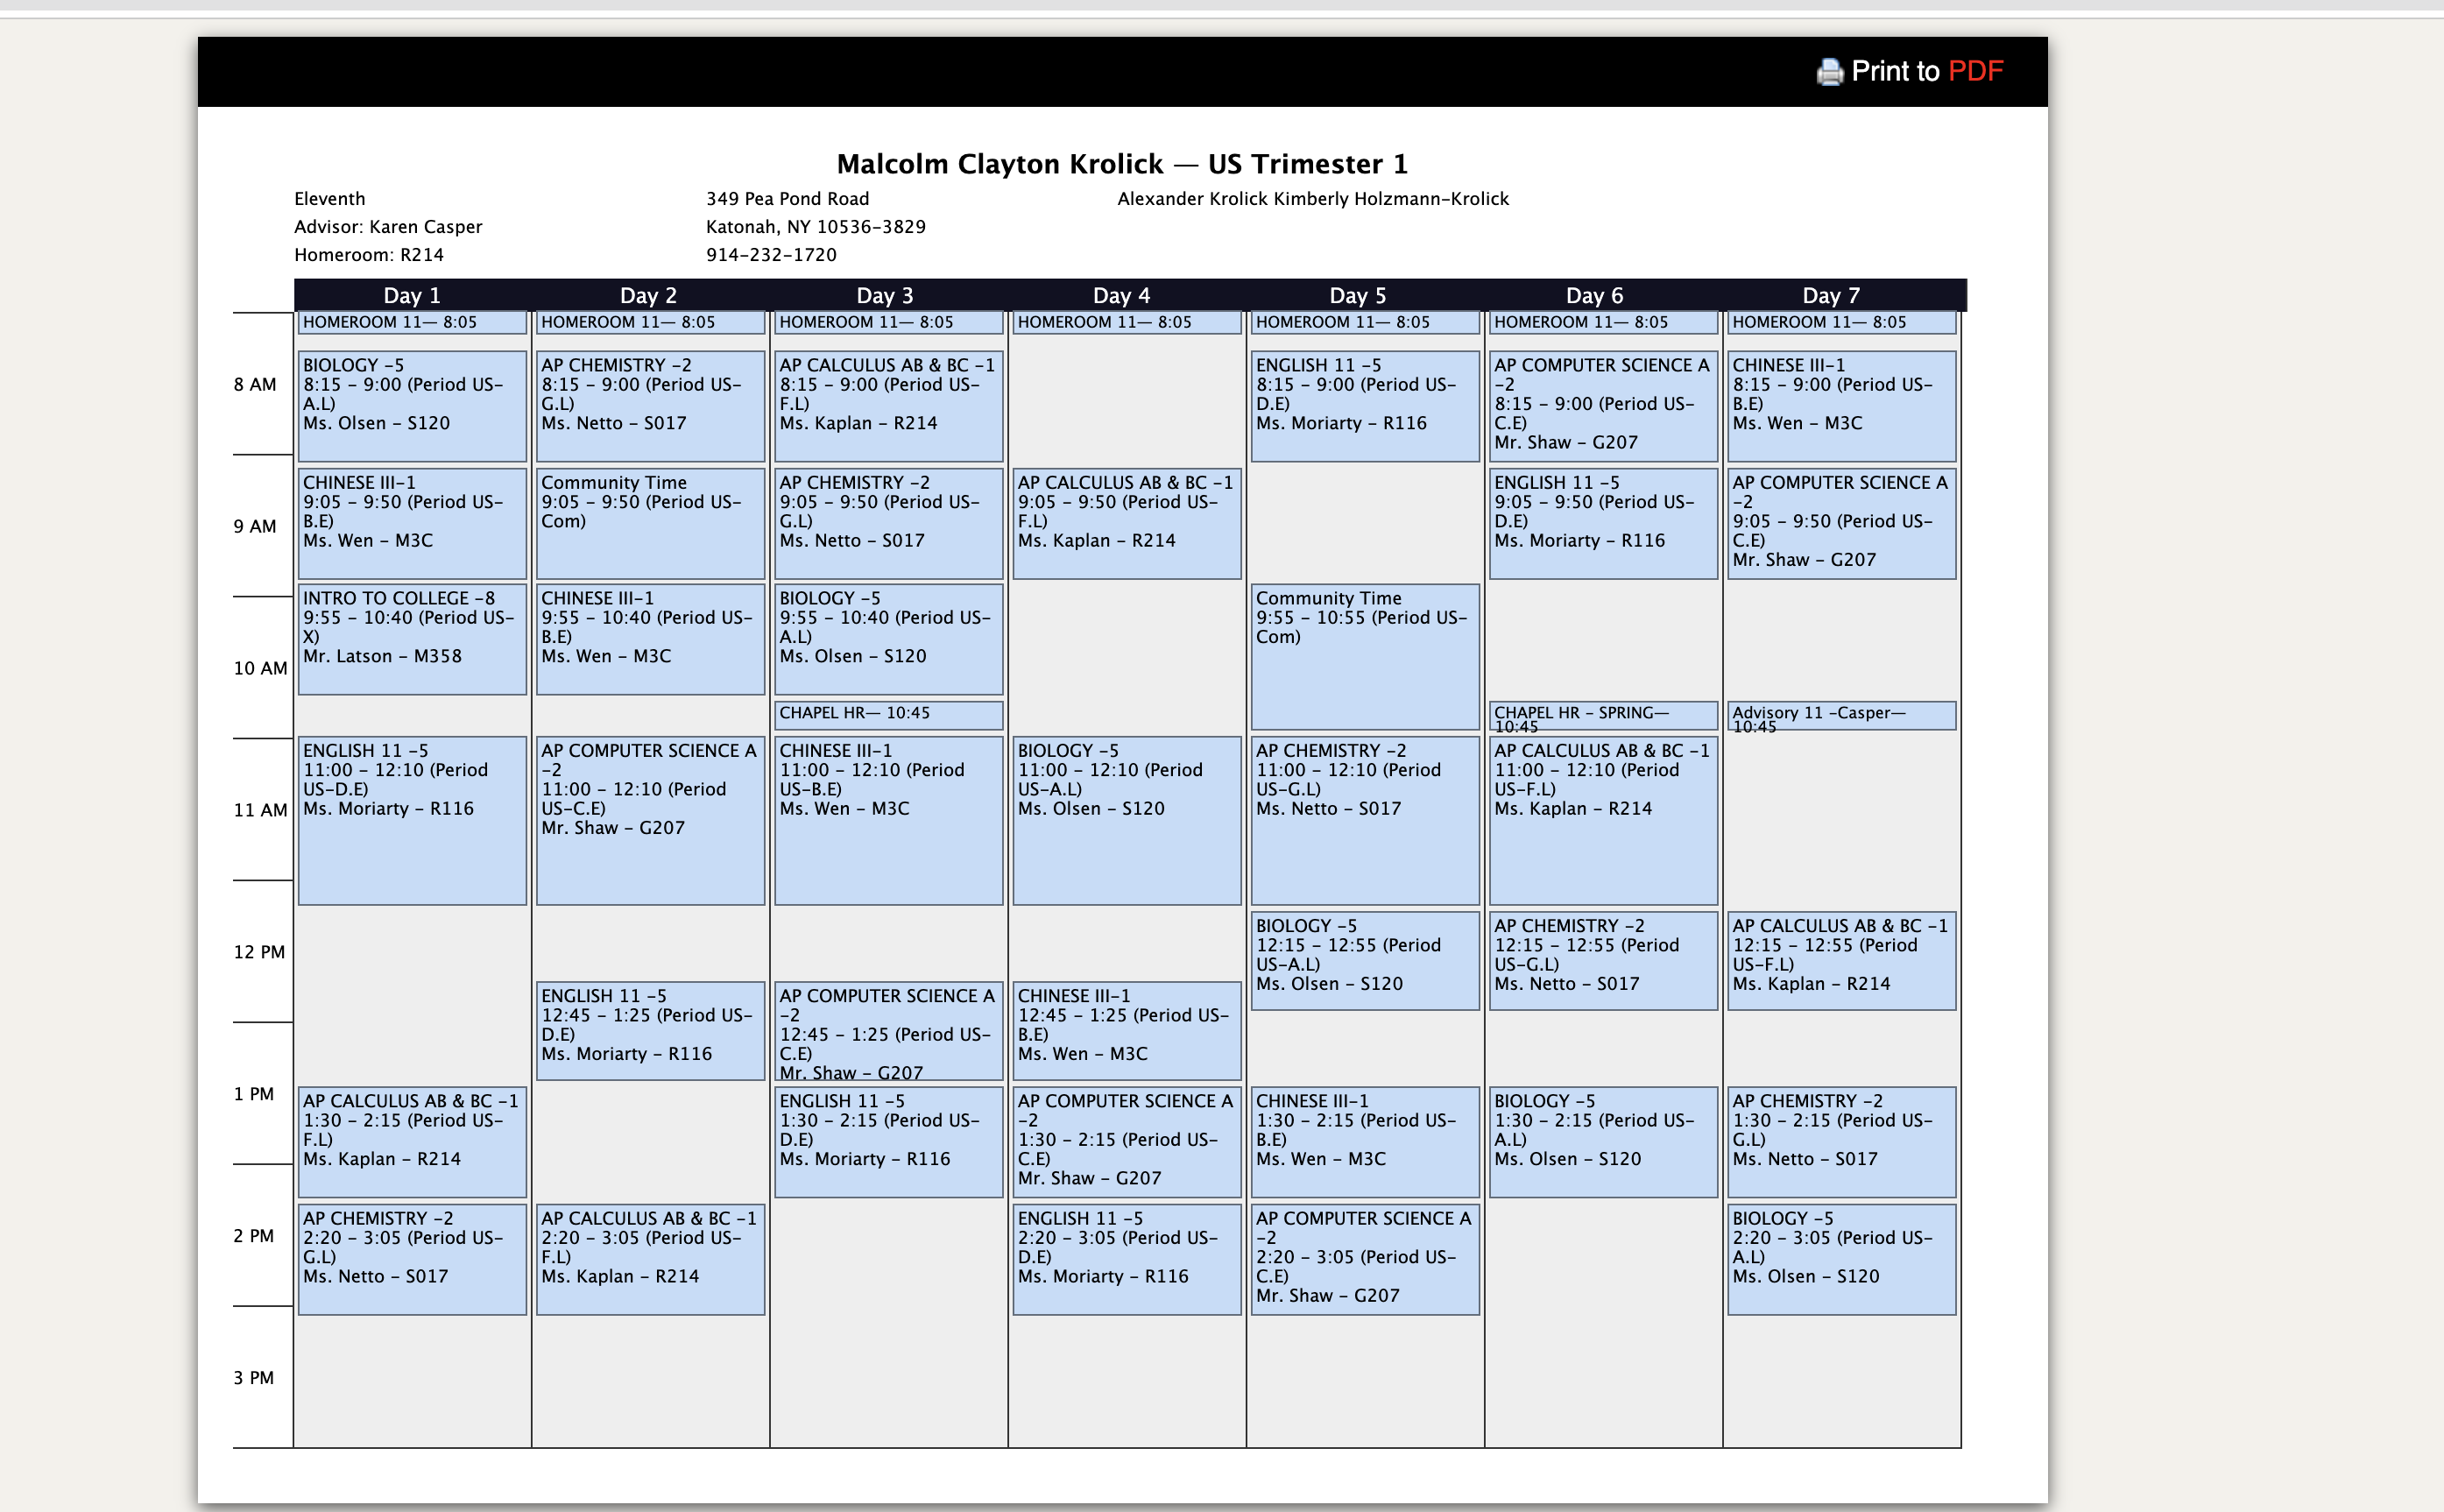 Print to PDF
Malcolm Clayton Krolick — US Trimester 1
Eleventh
Advisor: Karen Casper
Homeroom: R214
349 Pea Pond Road
Katonah, NY 10536-3829
914-232-1720
Alexander Krolick Kimberly Holzmann-Krolick
Day 1
Day 2
Day 3
Day 4
Day 5
Day 6
Day 7
8 AM
9 AM
10 AM
11 AM
12 PM
1 PM
2 PM
3 PM
HOMEROOM 11— 8:05
BIOLOGY -5
8:15 - 9:00 (Period US-
A.L)
Ms. Olsen - S120
CHINESE III-1
9:05 - 9:50 (Period US-
B.E)
Ms. Wen - M3C
INTRO TO COLLEGE -8
9:55 - 10:40 (Period US-
X)
Mr. Latson - M358
ENGLISH 11 -5
11:00 - 12:10 (Period
US-D.E)
Ms. Moriarty - R116
AP CALCULUS AB & BC -1
1:30 - 2:15 (Period US-
F.L)
Ms. Kaplan - R214
AP CHEMISTRY -2
2:20 - 3:05 (Period US-
G.L)
Ms. Netto - S017
HOMEROOM 11— 8:05
AP CHEMISTRY -2
8:15 - 9:00 (Period US-
G.L)
Ms. Netto - S017
Community Time
9:05 - 9:50 (Period US-
Com)
CHINESE III-1
9:55 - 10:40 (Period US-
B.E)
Ms. Wen - M3C
AP COMPUTER SCIENCE A
-2
11:00 - 12:10 (Period
US-C.E)
Mr. Shaw - G207
ENGLISH 11 -5
12:45 - 1:25 (Period US-
D.E)
Ms. Moriarty - R116
AP CALCULUS AB & BC -1
2:20 - 3:05 (Period US-
F.L)
Ms. Kaplan - R214
HOMEROOM 11— 8:05
AP CALCULUS AB & BC -1
8:15 - 9:00 (Period US-
F.L)
Ms. Kaplan - R214
AP CHEMISTRY -2
9:05 - 9:50 (Period US-
G.L)
Ms. Netto - S017
BIOLOGY -5
9:55 - 10:40 (Period US-
A.L)
Ms. Olsen - S120
CHAPEL HR— 10:45
CHINESE III-1
11:00 - 12:10 (Period
US-B.E)
Ms. Wen - M3C
AP COMPUTER SCIENCE A
-2
12:45 - 1:25 (Period US-
C.E)
Mr. Shaw - G207
ENGLISH 11 -5
1:30 - 2:15 (Period US-
D.E)
Ms. Moriarty - R116
HOMEROOM 11— 8:05
AP CALCULUS AB & BC -1
9:05 - 9:50 (Period US-
F.L)
Ms. Kaplan - R214
BIOLOGY -5
11:00 - 12:10 (Period
US-A.L)
Ms. Olsen - S120
CHINESE III-1
12:45 - 1:25 (Period US-
B.E)
Ms. Wen - M3C
AP COMPUTER SCIENCE A
-2
1:30 - 2:15 (Period US-
C.E)
Mr. Shaw - G207
ENGLISH 11 -5
2:20 - 3:05 (Period US-
D.E)
Ms. Moriarty - R116
HOMEROOM 11— 8:05
ENGLISH 11 -5
8:15 - 9:00 (Period US-
D.E)
Ms. Moriarty - R116
Community Time
9:55 - 10:55 (Period US-
Com)
AP CHEMISTRY -2
11:00 - 12:10 (Period
US-G.L)
Ms. Netto - S017
BIOLOGY -5
12:15 - 12:55 (Period
US-A.L)
Ms. Olsen - S120
CHINESE III-1
1:30 - 2:15 (Period US-
B.E)
Ms. Wen - M3C
AP COMPUTER SCIENCE A
-2
2:20 - 3:05 (Period US-
C.E)
Mr. Shaw - G207
HOMEROOM 11— 8:05
AP COMPUTER SCIENCE A
-2
8:15 - 9:00 (Period US-
C.E)
Mr. Shaw - G207
ENGLISH 11 -5
9:05 - 9:50 (Period US-
D.E)
Ms. Moriarty - R116
CHAPEL HR - SPRING—
10:45
AP CALCULUS AB & BC -1
11:00 - 12:10 (Period
US-F.L)
Ms. Kaplan - R214
AP CHEMISTRY -2
12:15 - 12:55 (Period
US-G.L)
Ms. Netto - S017
BIOLOGY -5
1:30 - 2:15 (Period US-
A.L)
Ms. Olsen - S120
HOMEROOM 11— 8:05
CHINESE III-1
8:15 - 9:00 (Period US-
B.E)
Ms. Wen - M3C
AP COMPUTER SCIENCE A
-2
9:05 - 9:50 (Period US-
C.E)
Mr. Shaw - G207
Advisory 11 -Casper—
10:45
AP CALCULUS AB & BC -1
12:15 - 12:55 (Period
US-F.L)
Ms. Kaplan - R214
AP CHEMISTRY -2
1:30 - 2:15 (Period US-
G.L)
Ms. Netto - S017
BIOLOGY -5
2:20 - 3:05 (Period US-
A.L)
Ms. Olsen - S120